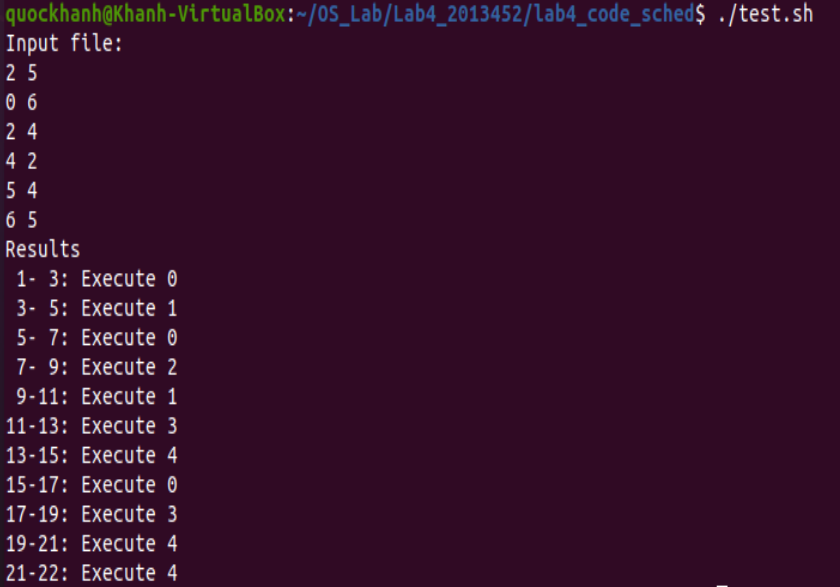 quockhanh@Khanh-VirtualBox:~/OS_Lab/Lab4_2013452/lab4_code_sched$ ./test.sh
Input file:
2 5
0 6
2 4
4 2
5 4
6 5
Results
 1- 3: Execute 0
 3- 5: Execute 1
 5- 7: Execute 0
 7- 9: Execute 2
 9-11: Execute 1
11-13: Execute 3
13-15: Execute 4
15-17: Execute 0
17-19: Execute 3
19-21: Execute 4
21-22: Execute 4